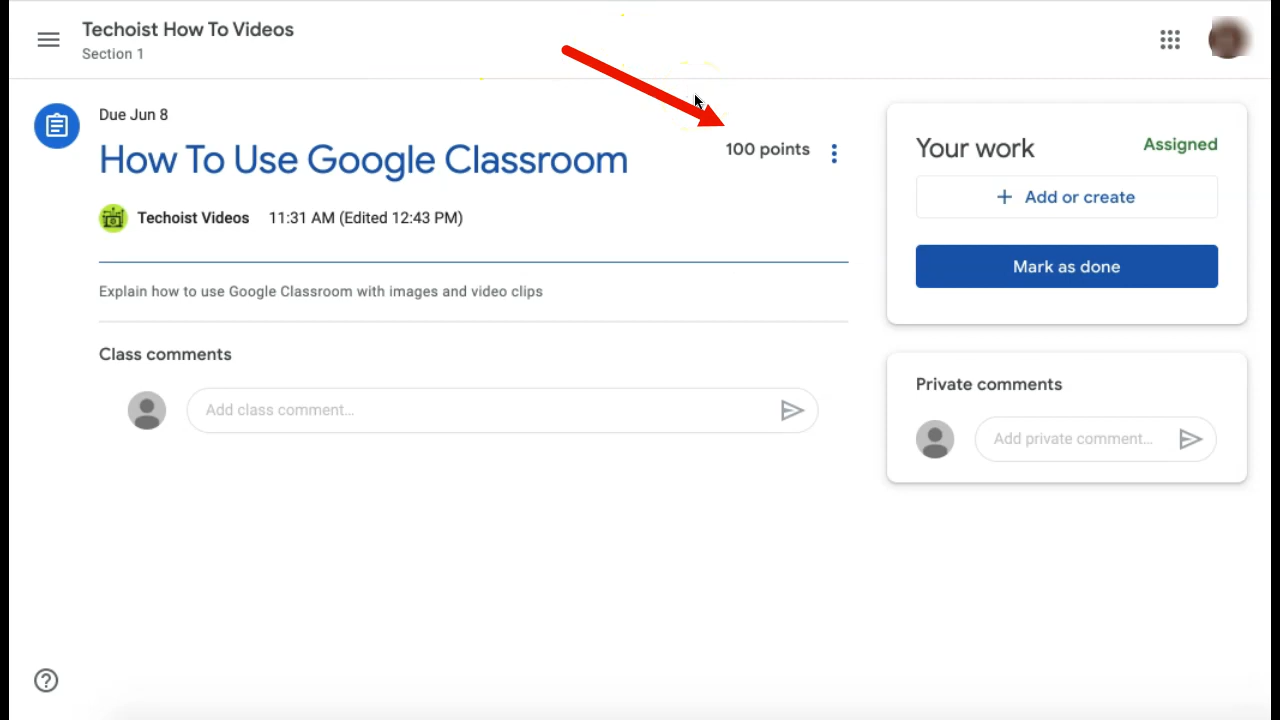 Techoist How To Videos
Section 1
Due Jun 8
How To Use Google Classroom
100 points
Techoist Videos 11:31 AM (Edited 12:43 PM)
Explain how to use Google Classroom with images and video clips
Class comments
Add class comment...
Your work
Assigned
+ Add or create
Mark as done
Private comments
Add private comment...